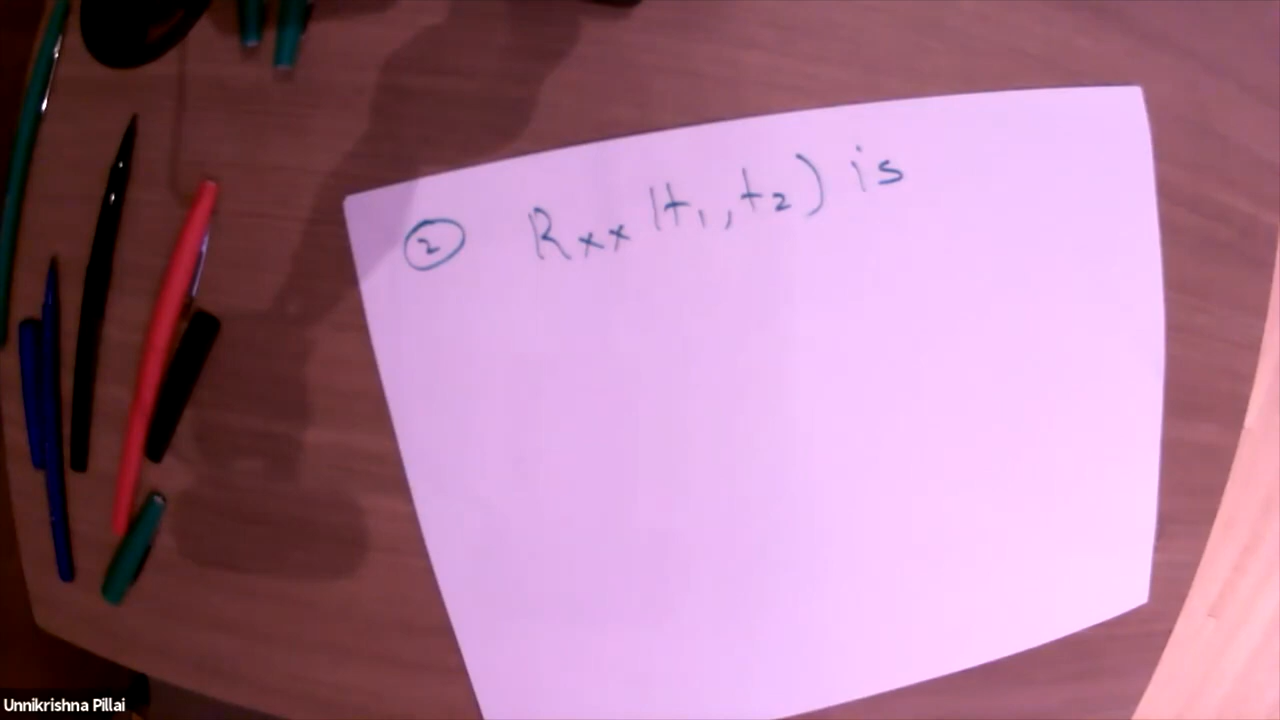 ② Rxx (t1, t2) is
Unnikrishna Pillai